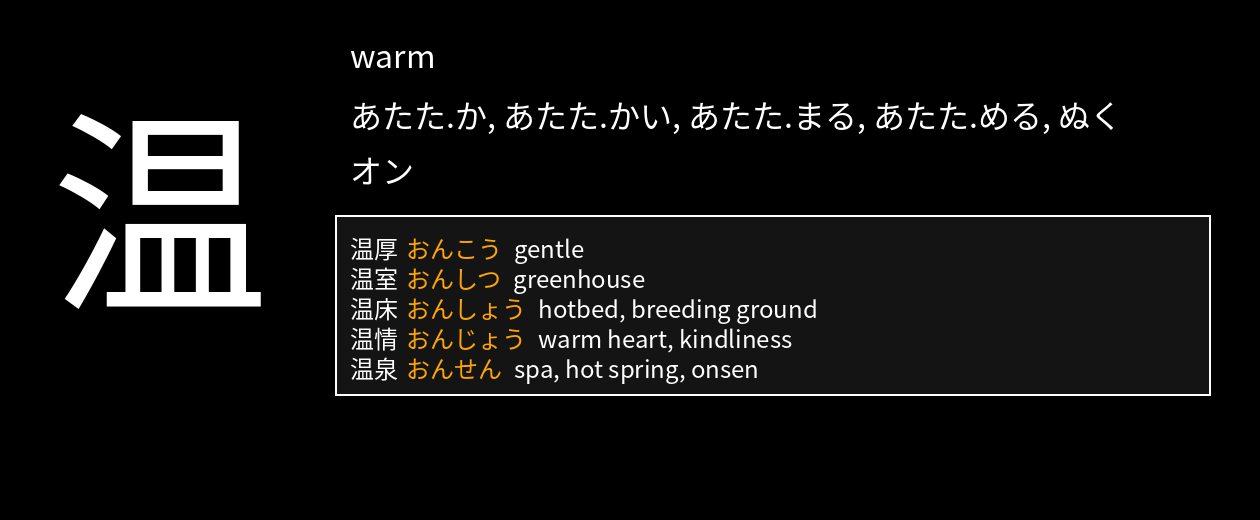 温
warm
あたた.か, あたた.かい, あたた.まる, あたた.める, ぬく
オン
温厚 おんこう gentle
温室 おんしつ greenhouse
温床 おんしょう hotbed, breeding ground
温情 おんじょう warm heart, kindliness
温泉 おんせん spa, hot spring, onsen